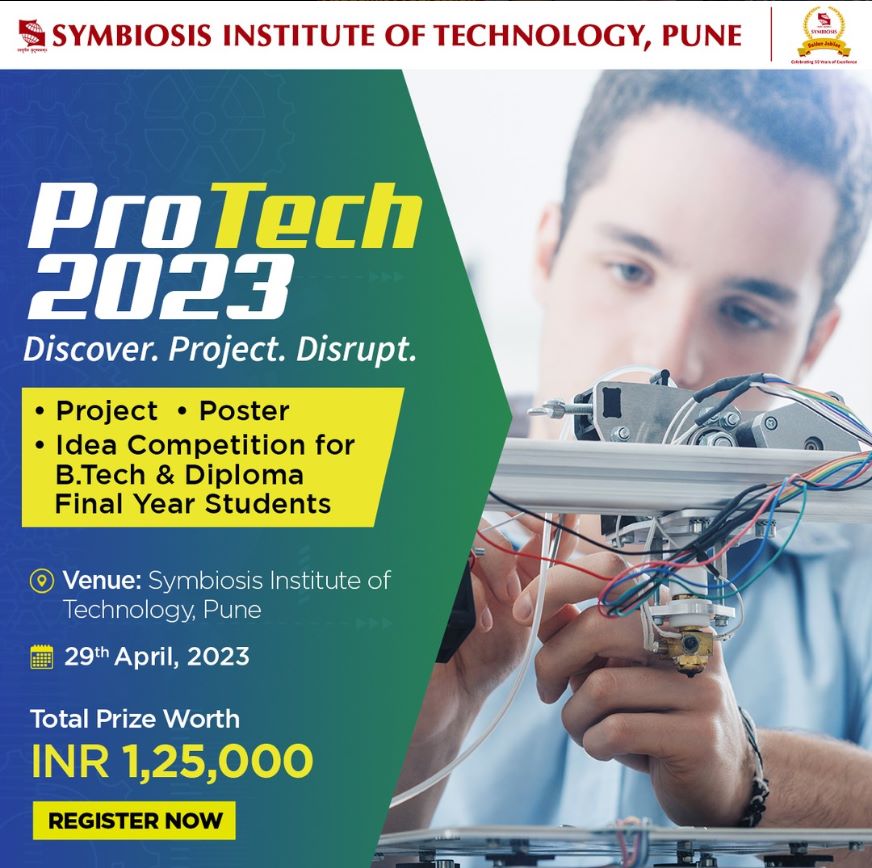 SYMBIOSIS INSTITUTE OF TECHNOLOGY, PUNE
SYMBIOSIS
Golden Jubilee
Celebrating 50 Years of Excellence
ProTech
2023
Discover. Project. Disrupt.
• Project • Poster
• Idea Competition for
B.Tech & Diploma
Final Year Students
Venue: Symbiosis Institute of
Technology, Pune
29th April, 2023
Total Prize Worth
INR 1,25,000
REGISTER NOW